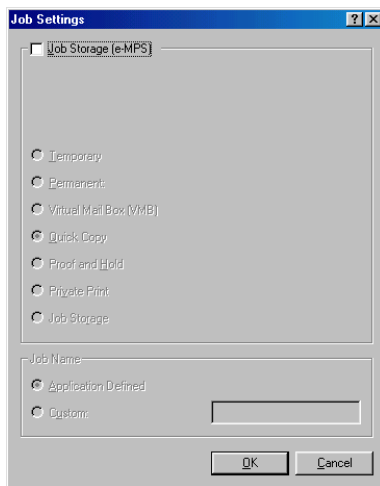 Job Settings
Job Storage (e-MPS)
Temporary
Permanent
Virtual Mail Box (VMB)
Quick Copy
Proof and Hold
Private Print
Job Storage
Job Name
Application Defined
Custom:
OK
Cancel